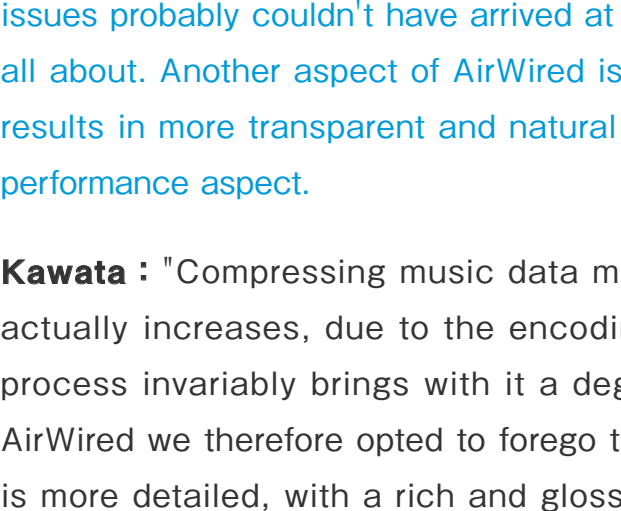 issues probably couldn't have arrived at
all about. Another aspect of AirWired is
results in more transparent and natural
performance aspect.
Kawata : "Compressing music data m
actually increases, due to the encodi
process invariably brings with it a de
AirWired we therefore opted to forego t
is more detailed, with a rich and gloss